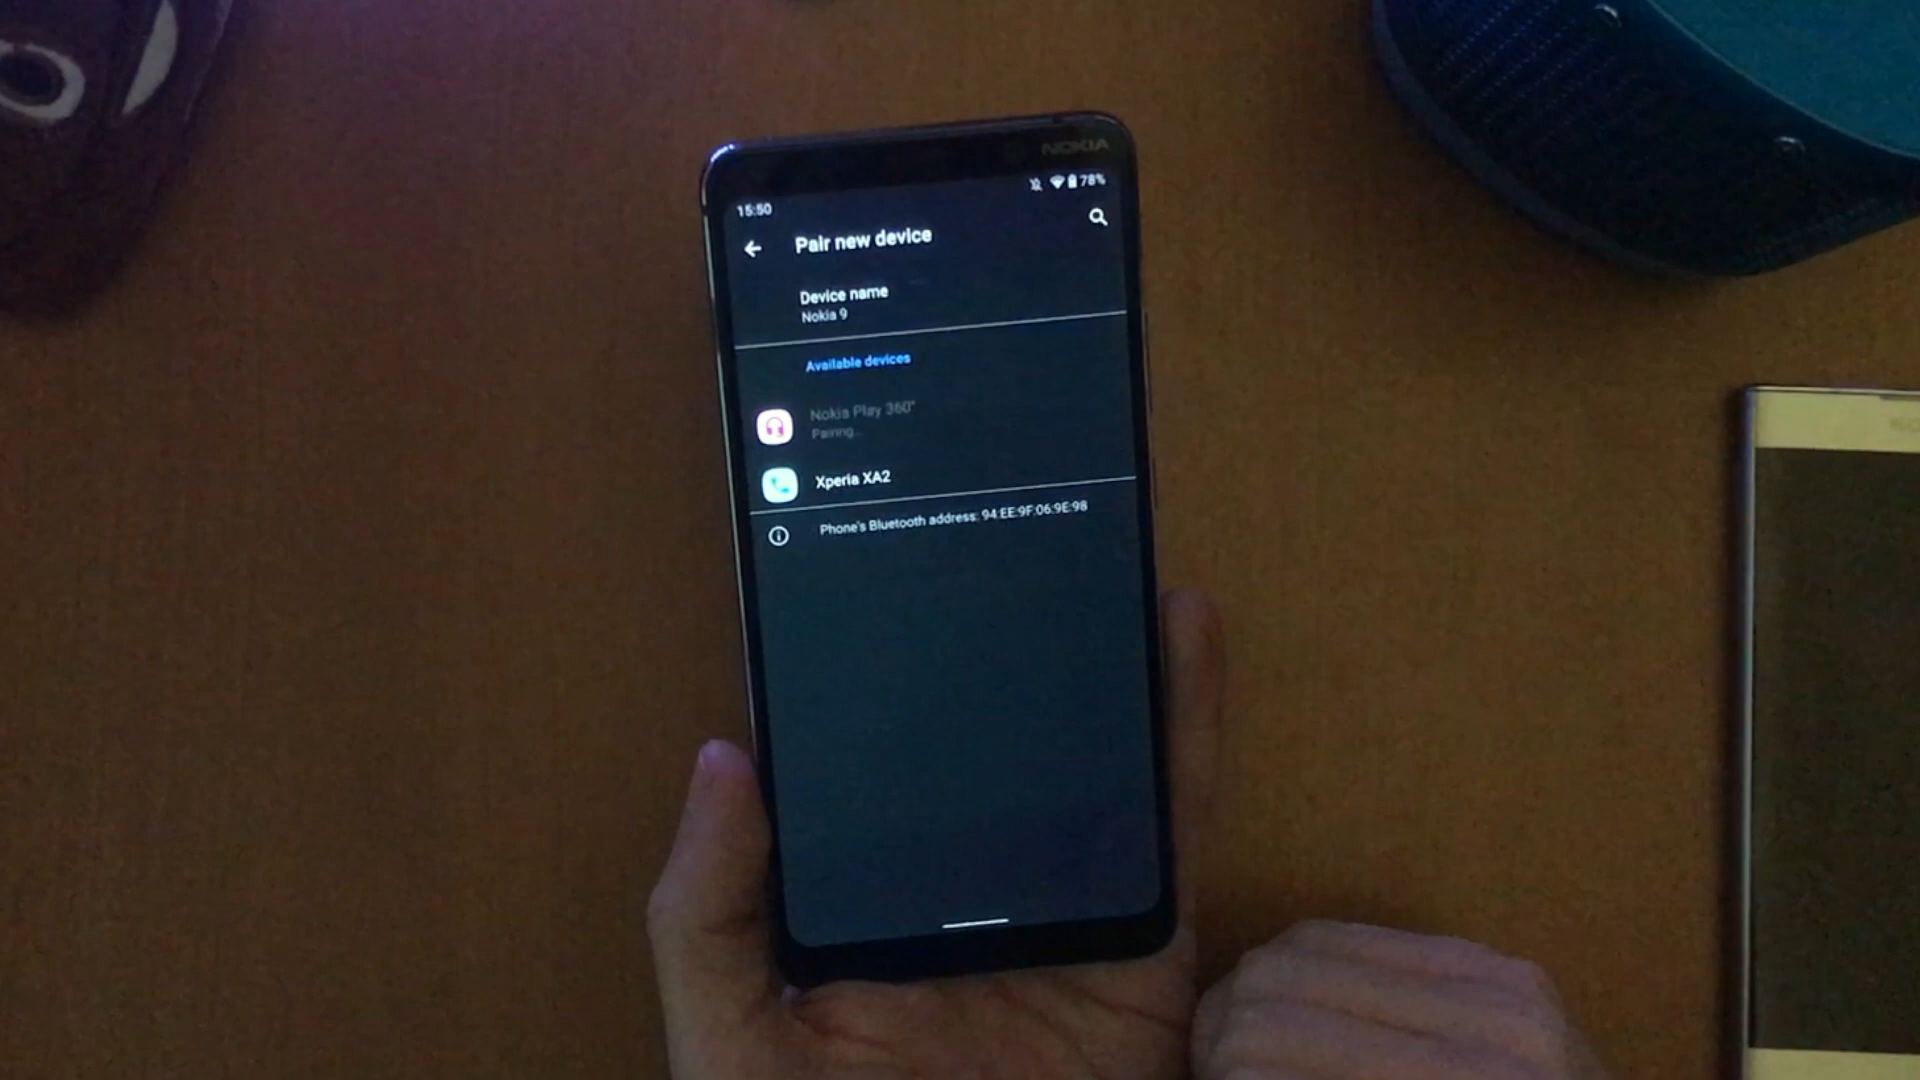 NOKIA
78%
15:50
Pair new device
Device name
Nokia 9
Available devices
Nokia Play 360°
Pairing...
Xperia XA2
Phone's Bluetooth address: 94:EE:9F:06:9E:98